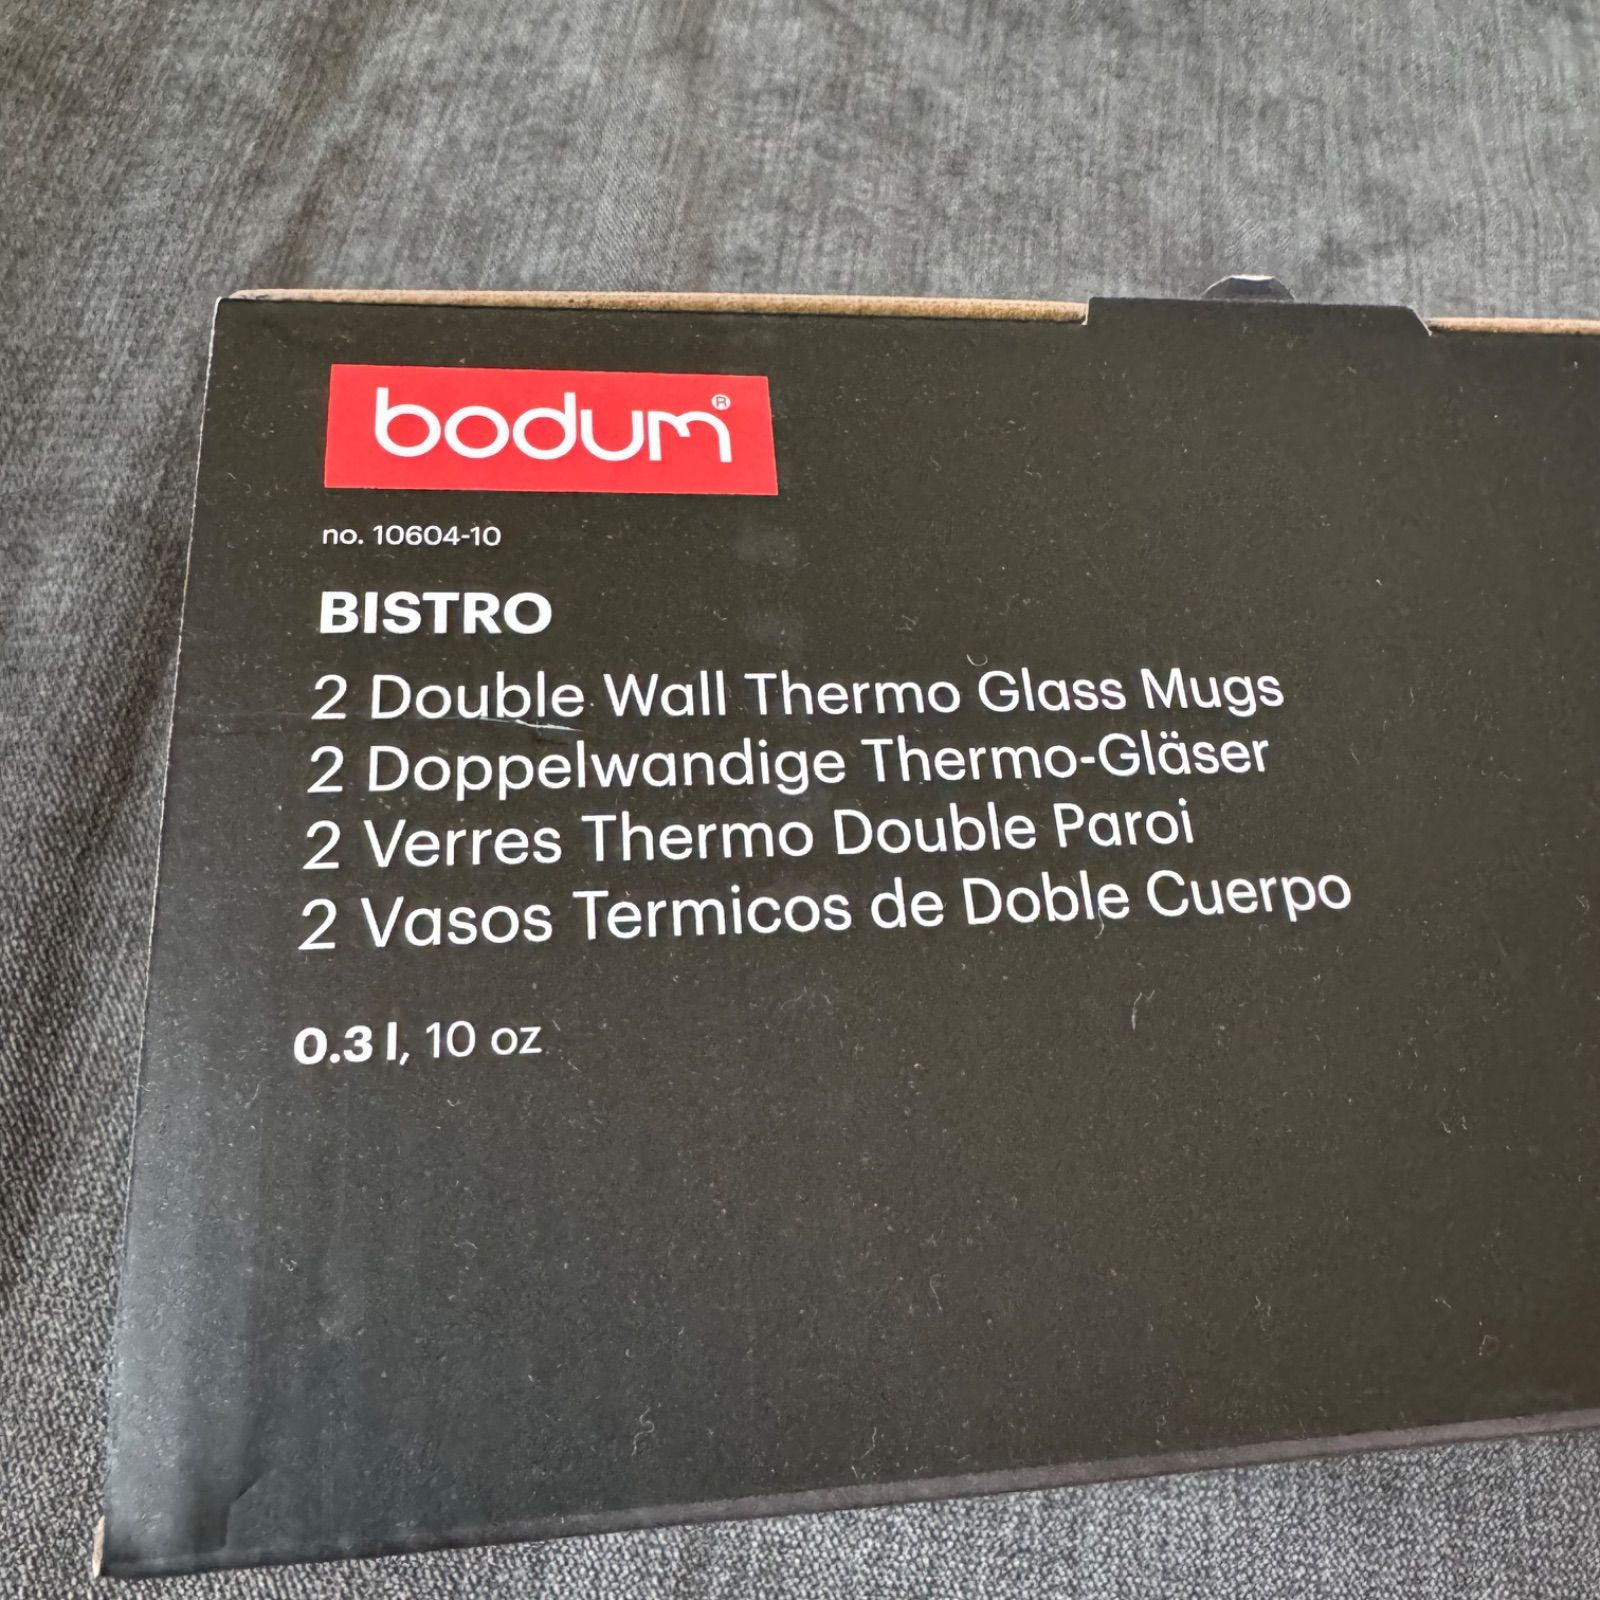 bodum®
no. 10604-10
BISTRO
2 Double Wall Thermo Glass Mugs
2 Doppelwandige Thermo-Gläser
2 Verres Thermo Double Paroi
2 Vasos Termicos de Doble Cuerpo
0.3 l, 10 oz